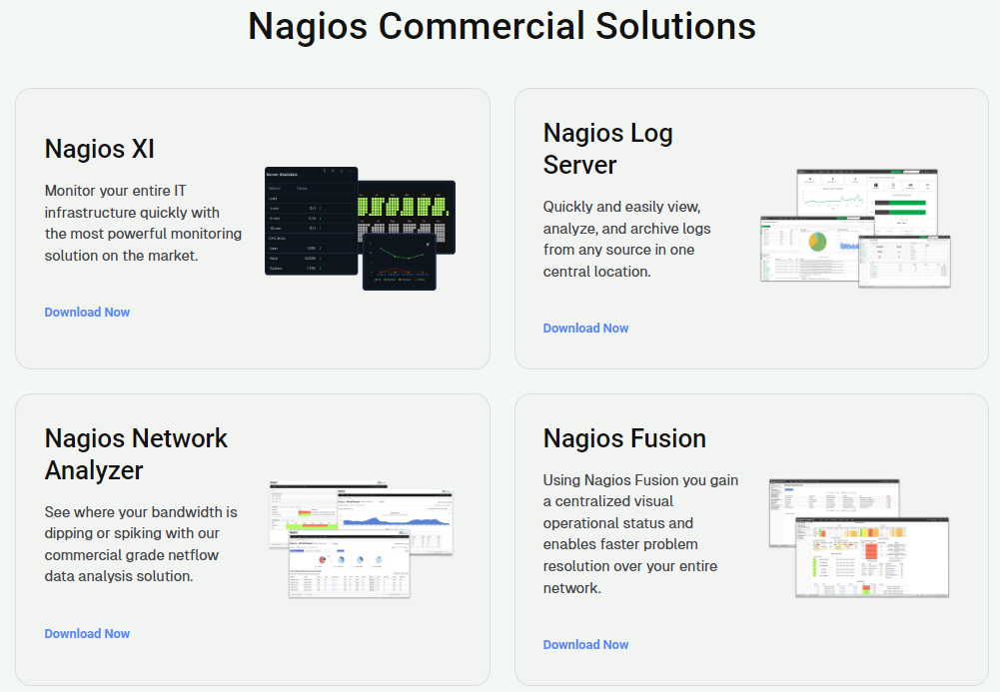 Nagios Commercial Solutions
Nagios XI
Monitor your entire IT
infrastructure quickly with
the most powerful monitoring
solution on the market.
Download Now
Nagios Log
Server
Quickly and easily view,
analyze, and archive logs
from any source in one
central location.
Download Now
Nagios Network
Analyzer
See where your bandwidth is
dipping or spiking with our
commercial grade netflow
data analysis solution.
Download Now
Nagios Fusion
Using Nagios Fusion you gain
a centralized visual
operational status and
enables faster problem
resolution over your entire
network.
Download Now